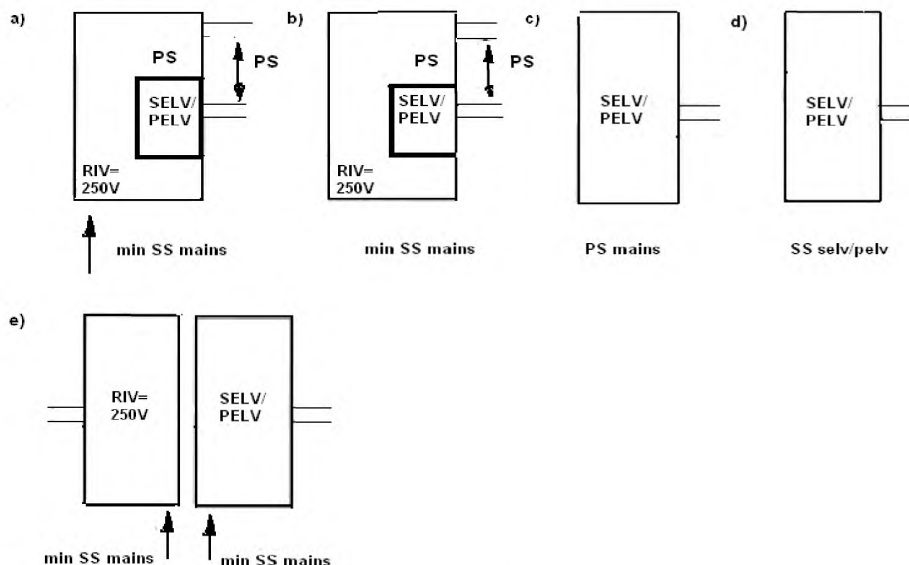 a)
PS
PS
SELV/
PELV
RIV=
250V
min SS mains
b)
PS
PS
SELV/
PELV
RIV=
250V
min SS mains
c)
SELV/
PELV
PS mains
d)
SELV/
PELV
SS selv/pelv
e)
RIV=
250V
SELV/
PELV
min SS mains
min SS mains